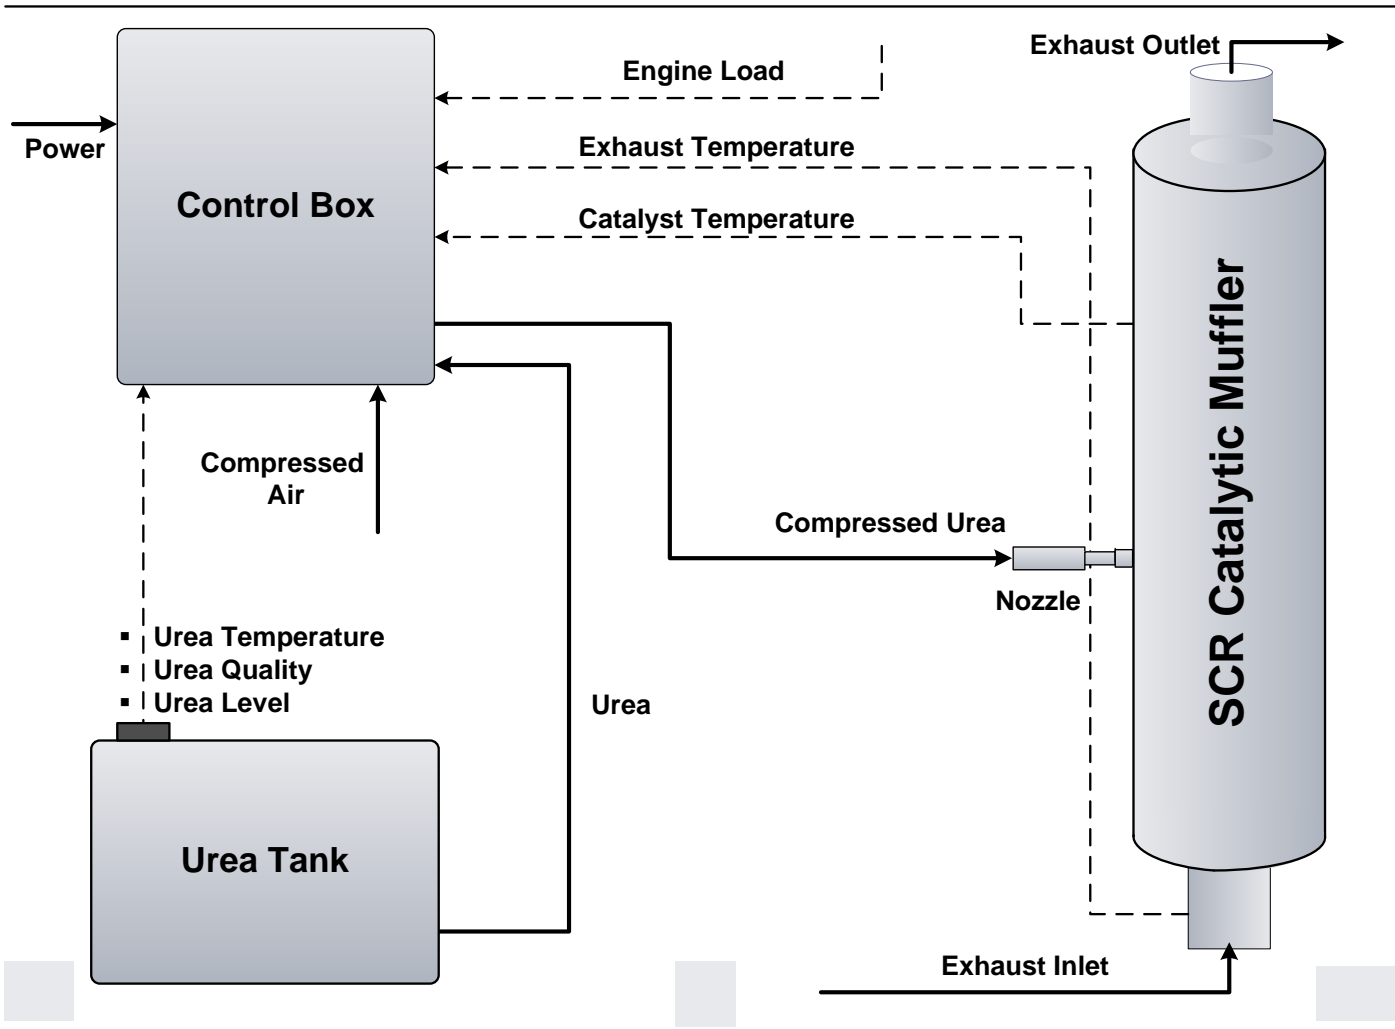 Exhaust Outlet
Engine Load
Power
Exhaust Temperature
Control Box
Catalyst Temperature
SCR Catalytic Muffler
Compressed
Air
Compressed Urea
Nozzle
▪ Urea Temperature
▪ Urea Quality
▪ Urea Level
Urea
Urea Tank
Exhaust Inlet